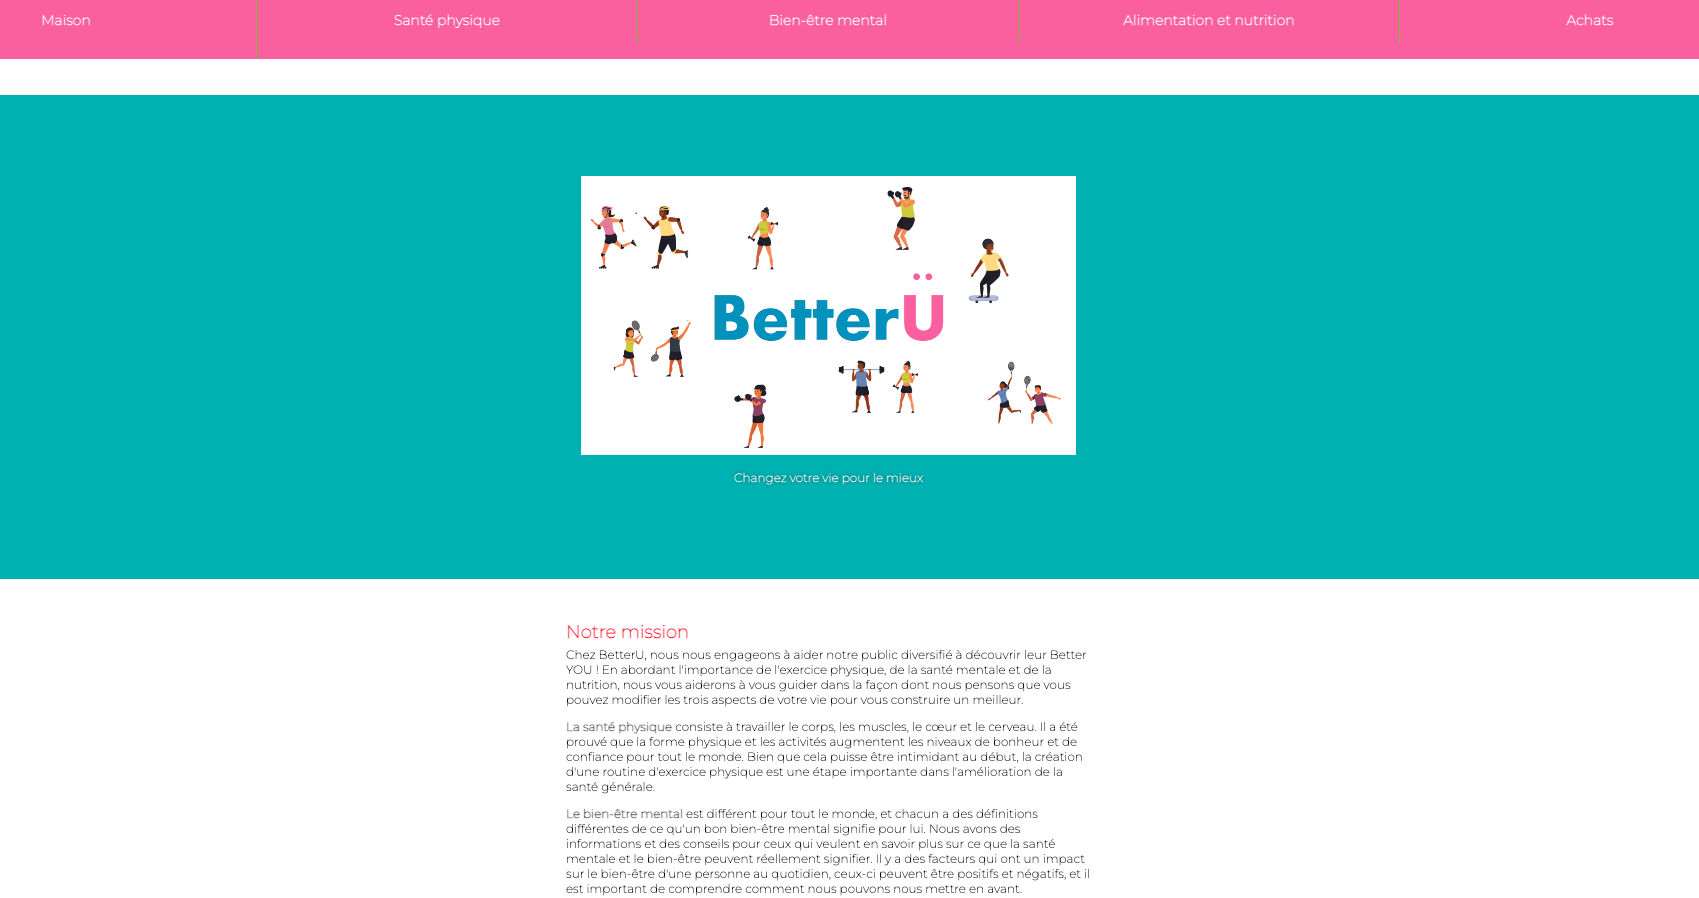 Maison
Santé physique
Bien-être mental
Alimentation et nutrition
Achats
BetterÜ
Changez votre vie pour le mieux
Notre mission
Chez BetterU, nous nous engageons à aider notre public diversifié à découvrir leur Better
YOU ! En abordant l'importance de l'exercice physique, de la santé mentale et de la
nutrition, nous vous aiderons à vous guider dans la façon dont nous pensons que vous
pouvez modifier les trois aspects de votre vie pour vous construire un meilleur.
La santé physique consiste à travailler le corps, les muscles, le cœur et le cerveau. Il a été
prouvé que la forme physique et les activités augmentent les niveaux de bonheur et de
confiance pour tout le monde. Bien que cela puisse être intimidant au début, la création
d'une routine d'exercice physique est une étape importante dans l'amélioration de la
santé générale.
Le bien-être mental est différent pour tout le monde, et chacun a des définitions
différentes de ce qu'un bon bien-être mental signifie pour lui. Nous avons des
informations et des conseils pour ceux qui veulent en savoir plus sur ce que la santé
mentale et le bien-être peuvent réellement signifier. Il y a des facteurs qui ont un impact
sur le bien-être d'une personne au quotidien, ceux-ci peuvent être positifs et négatifs, et il
est important de comprendre comment nous pouvons nous mettre en avant.